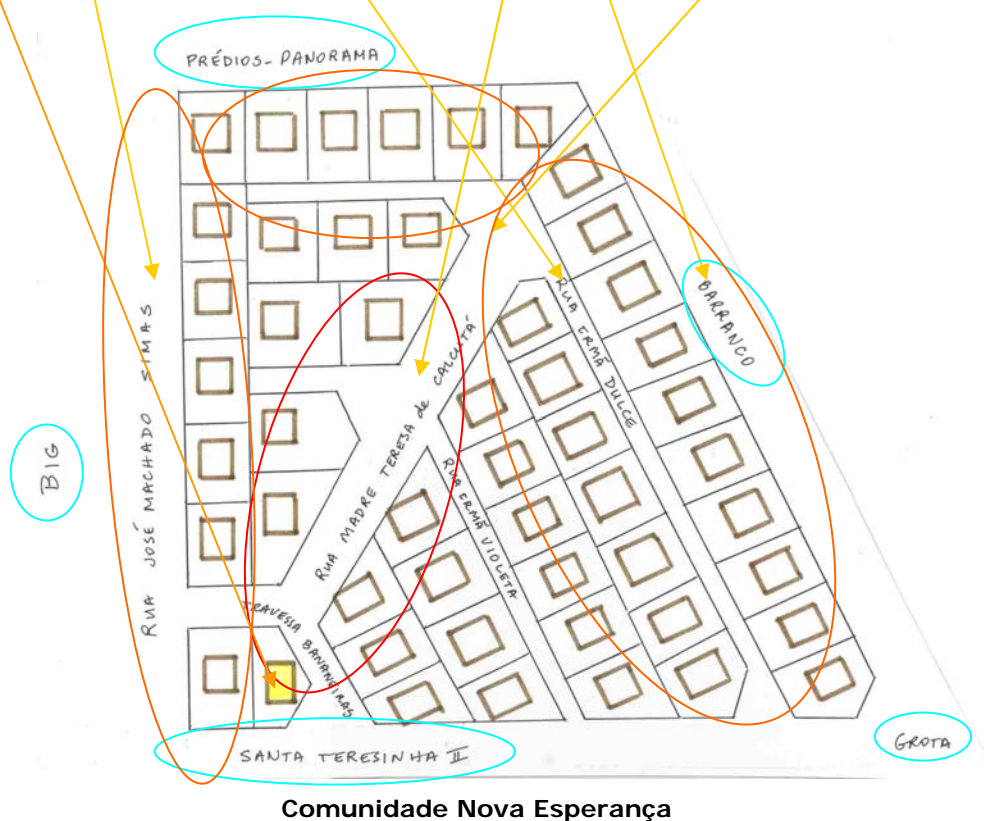 PRÉDIOS - PANORAMA
RUA JOSÉ MACHADO SIMAS
BIG
RUA MADRE TERESA de CALCUTÁ
RUA IRMÃ DULCE
BARRANCO
RUA IRMÃ VIOLETA
TRAVESSA BANANEIRAS
SANTA TERESINHA II
GROTA
Comunidade Nova Esperança